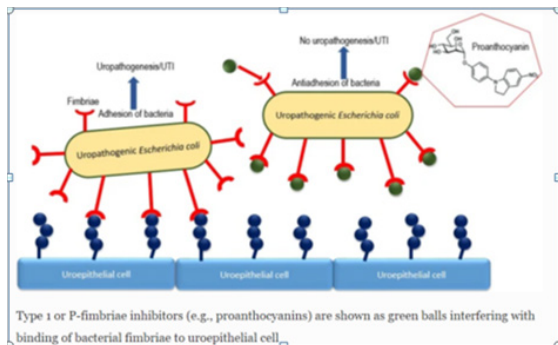 No uropathogenesis/UTI
Proanthocyanin
Uropathogenesis/UTI
Antiadhesion of bacteria
Fimbriae
Adhesion of bacteria
Uropathogenic Escherichia coli
Uropathogenic Escherichia coli
Uroepithelial cell
Uroepithelial cell
Uroepithelial cell
Type 1 or P-fimbriae inhibitors (e.g., proanthocyanins) are shown as green balls interfering with
binding of bacterial fimbriae to uroepithelial cell